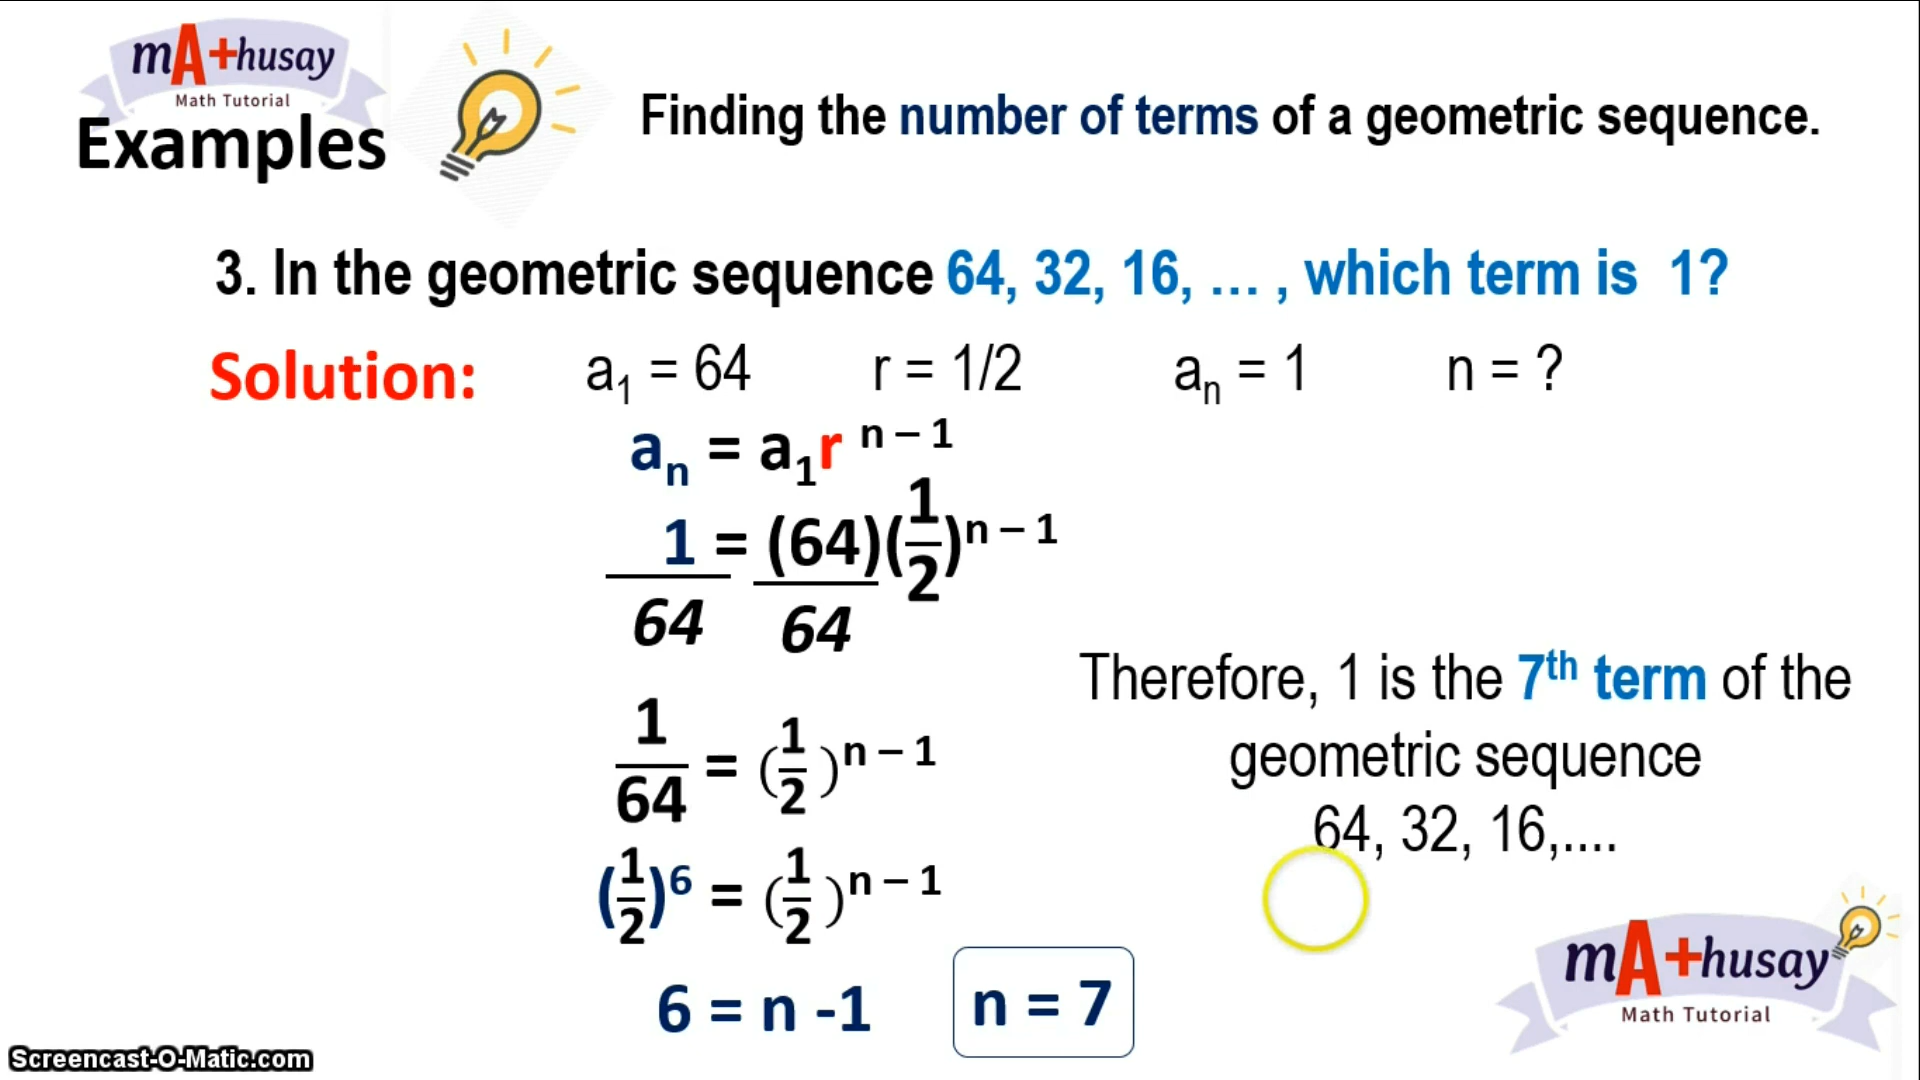 mA+husay
Math Tutorial
Examples
Finding the number of terms of a geometric sequence.
3. In the geometric sequence 64, 32, 16, … , which term is 1?
Solution:
a₁ = 64 r = 1/2 aₙ = 1 n = ?
aₙ = a₁r ⁿ ⁻ ¹
1 = (64)(1/2)ⁿ ⁻ ¹
64 64
1/64 = (1/2)ⁿ ⁻ ¹
(1/2)⁶ = (1/2)ⁿ ⁻ ¹
6 = n -1
n = 7
Therefore, 1 is the 7ᵗʰ term of the
geometric sequence
64, 32, 16,....
mA+husay
Math Tutorial
Screencast-O-Matic.com